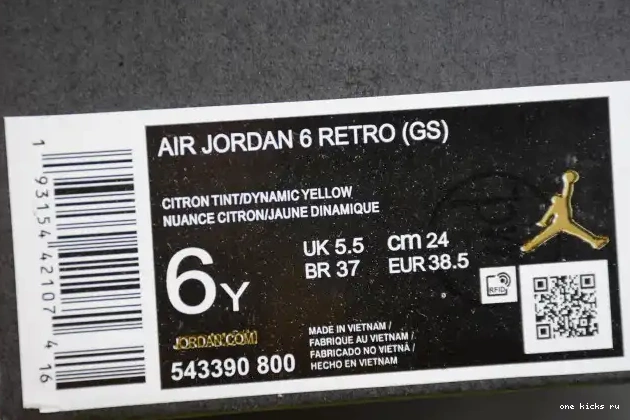 AIR JORDAN 6 RETRO (GS)
CITRON TINT/DYNAMIC YELLOW
NUANCE CITRON/JAUNE DINAMIQUE
6Y
UK 5.5 cm 24
BR 37 EUR 38.5
RFID
JORDAN.COM
543390 800
MADE IN VIETNAM /
FABRIQUE AU VIETNAM /
FABRICADO NO VIETNÃ /
HECHO EN VIETNAM
1 93154 42107 4 16
one kicks ru